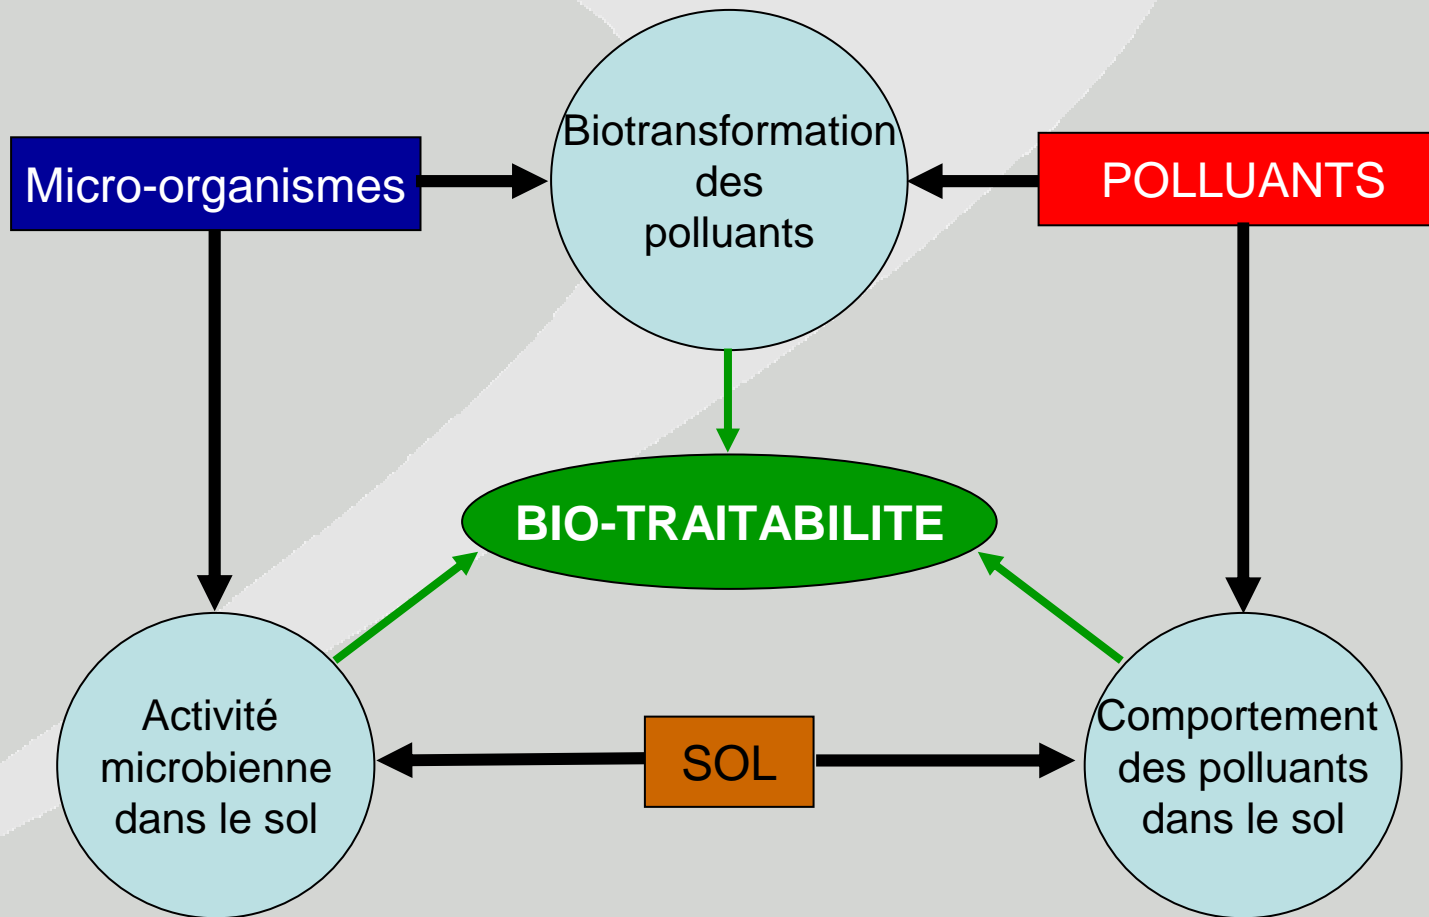 Biotransformation
des
polluants
Micro-organismes
POLLUANTS
BIO-TRAITABILITE
Activité
microbienne
dans le sol
SOL
Comportement
des polluants
dans le sol